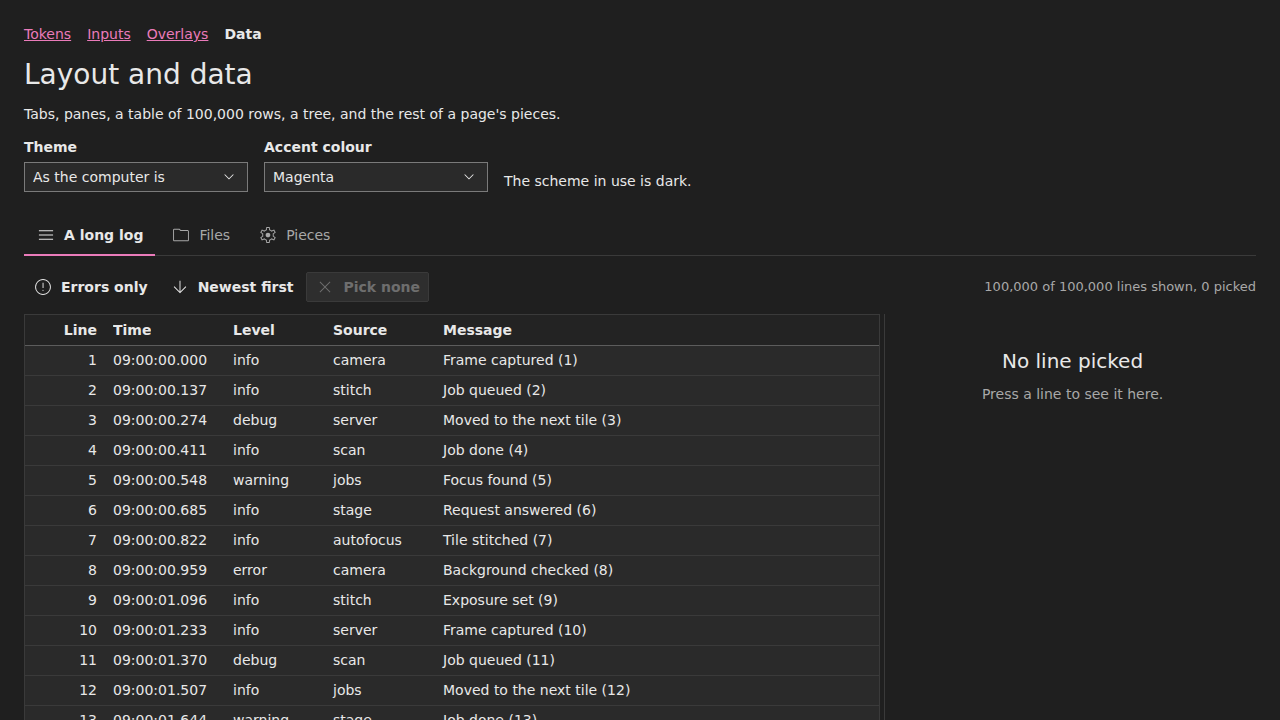 Tokens Inputs Overlays Data
Layout and data
Tabs, panes, a table of 100,000 rows, a tree, and the rest of a page's pieces.
Theme Accent colour
As the computer is Magenta The scheme in use is dark.
A long log Files Pieces
Errors only Newest first Pick none 100,000 of 100,000 lines shown, 0 picked
Line Time Level Source Message
1 09:00:00.000 info camera Frame captured (1)
2 09:00:00.137 info stitch Job queued (2)
3 09:00:00.274 debug server Moved to the next tile (3)
4 09:00:00.411 info scan Job done (4)
5 09:00:00.548 warning jobs Focus found (5)
6 09:00:00.685 info stage Request answered (6)
7 09:00:00.822 info autofocus Tile stitched (7)
8 09:00:00.959 error camera Background checked (8)
9 09:00:01.096 info stitch Exposure set (9)
10 09:00:01.233 info server Frame captured (10)
11 09:00:01.370 debug scan Job queued (11)
12 09:00:01.507 info jobs Moved to the next tile (12)
13 09:00:01.644 warning stage Job done (13)
No line picked
Press a line to see it here.